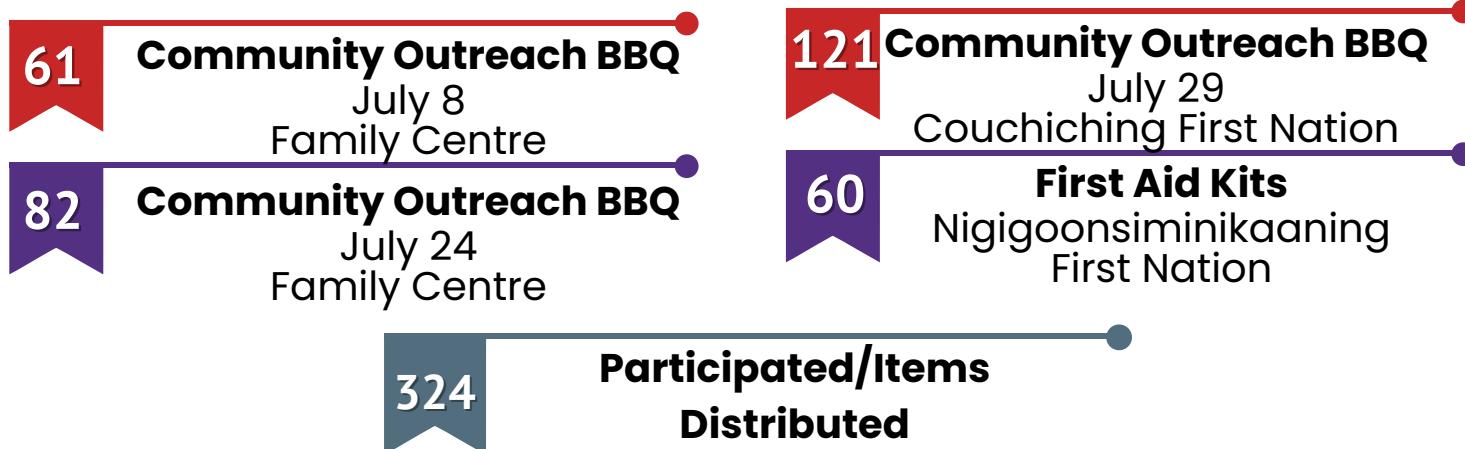 61
Community Outreach BBQ
July 8
Family Centre
82
Community Outreach BBQ
July 24
Family Centre
121
Community Outreach BBQ
July 29
Couchiching First Nation
60
First Aid Kits
Nigigoonsiminikaaning
First Nation
324
Participated/Items
Distributed